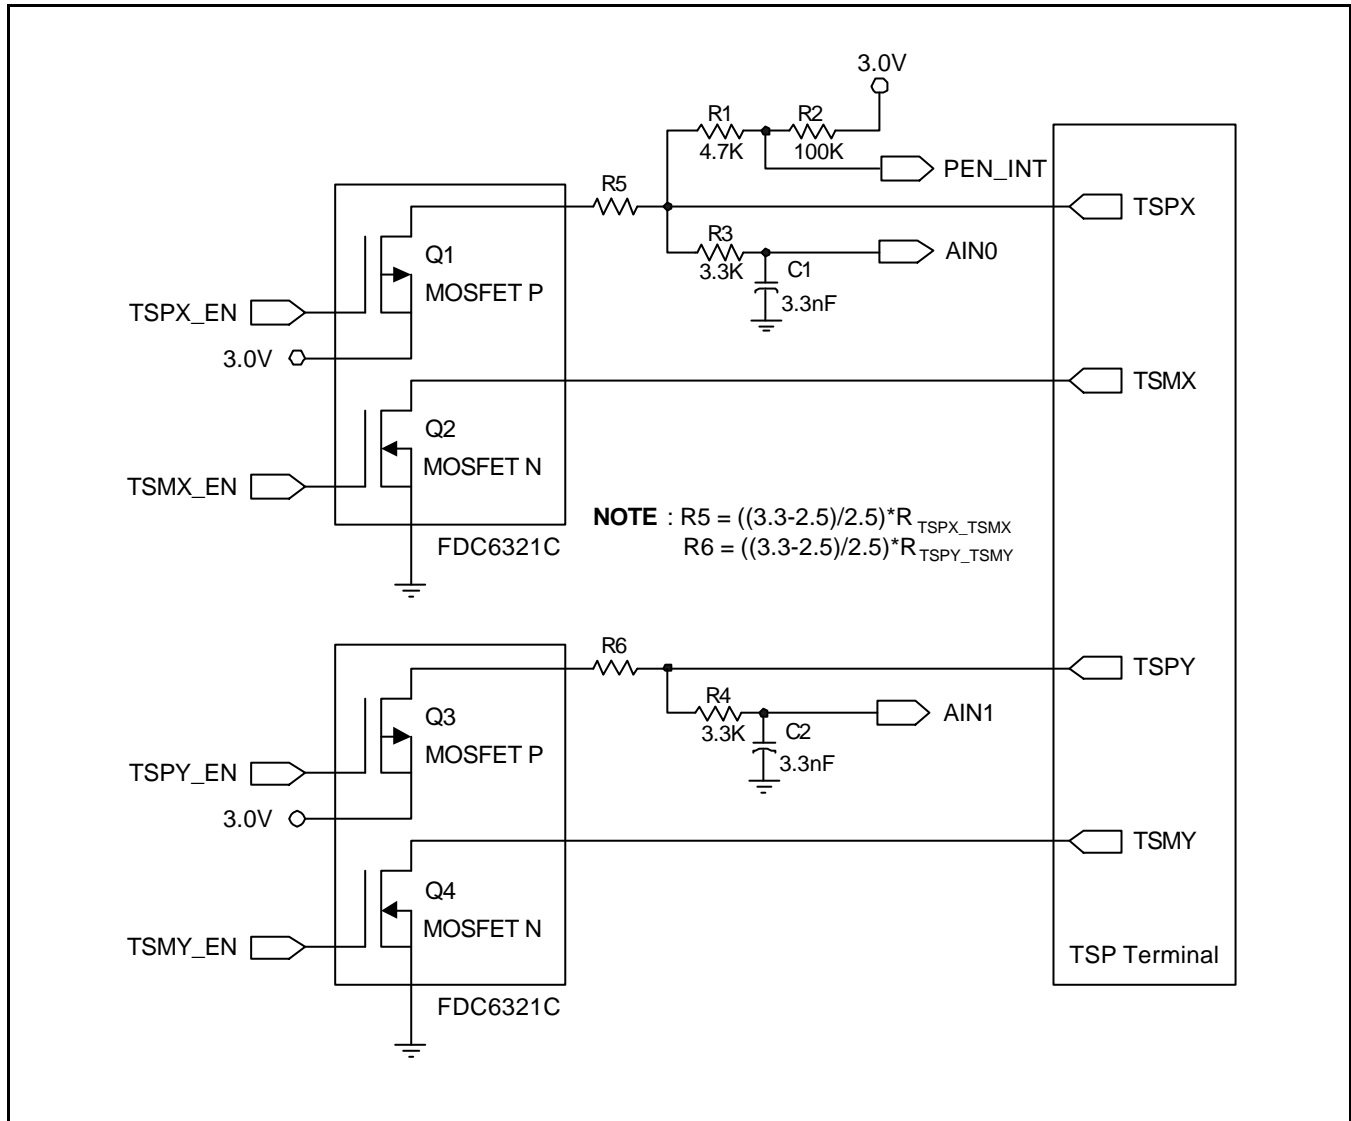 3.0V
R1
R2
4.7K
100K
PEN_INT
R5
TSPX
R3
AIN0
3.3K
C1
3.3nF
Q1
MOSFET P
TSPX_EN
3.0V
TSMX
Q2
MOSFET N
TSMX_EN
NOTE : R5 = ((3.3-2.5)/2.5)*R TSPX_TSMX
R6 = ((3.3-2.5)/2.5)*R TSPY_TSMY
FDC6321C
R6
TSPY
R4
AIN1
3.3K
C2
3.3nF
Q3
MOSFET P
TSPY_EN
3.0V
TSMY
Q4
MOSFET N
TSMY_EN
TSP Terminal
FDC6321C